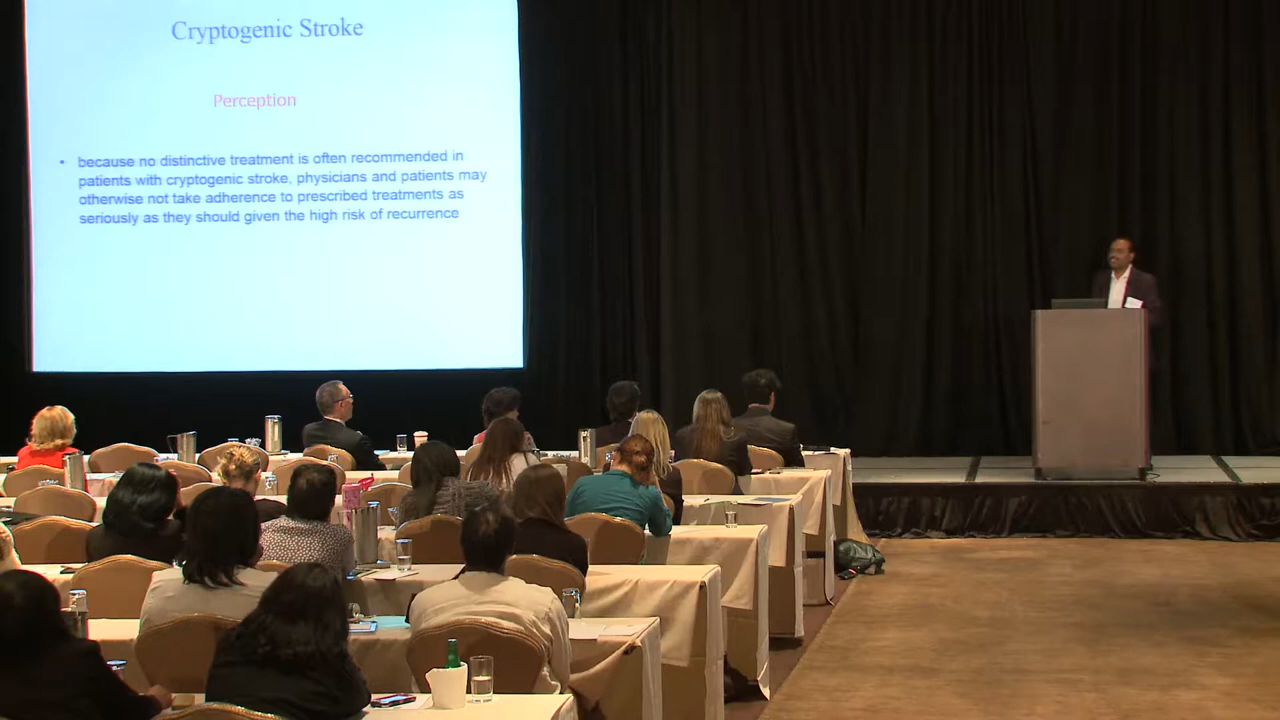 Cryptogenic Stroke
Perception
• because no distinctive treatment is often recommended in
patients with cryptogenic stroke, physicians and patients may
otherwise not take adherence to prescribed treatments as
seriously as they should given the high risk of recurrence